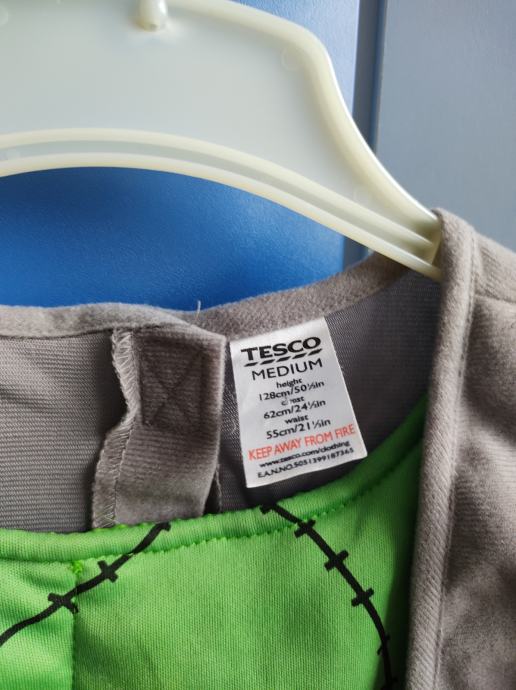 TESCO
MEDIUM
height
128cm/50½in
chest
62cm/24½in
waist
55cm/21½in
KEEP AWAY FROM FIRE
www.tesco.com/clothing
E.A.N.NO.5051399187365